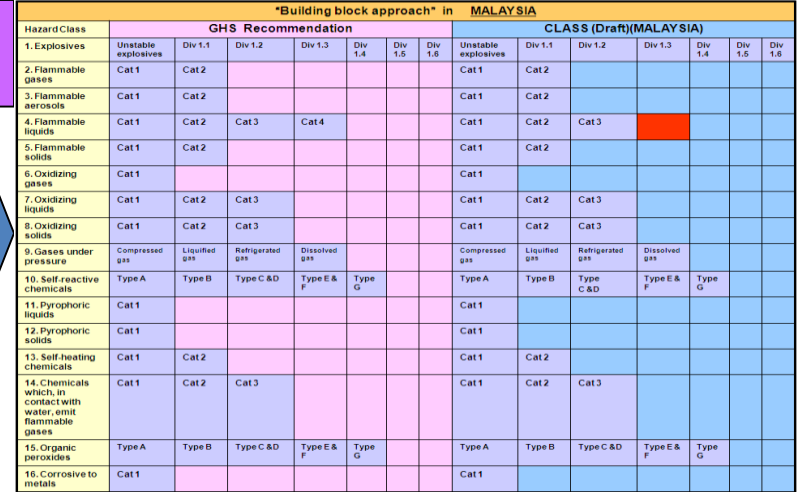 "Building block approach" in MALAYSIA
Hazard Class GHS Recommendation CLASS (Draft)(MALAYSIA)
1. Explosives Unstable explosives Div 1.1 Div 1.2 Div 1.3 Div 1.4 Div 1.5 Div 1.6 Unstable explosives Div 1.1 Div 1.2 Div 1.3 Div 1.4 Div 1.5 Div 1.6
2. Flammable gases Cat 1 Cat 2 Cat 1 Cat 2
3. Flammable aerosols Cat 1 Cat 2 Cat 1 Cat 2
4. Flammable liquids Cat 1 Cat 2 Cat 3 Cat 4 Cat 1 Cat 2 Cat 3
5. Flammable solids Cat 1 Cat 2 Cat 1 Cat 2
6. Oxidizing gases Cat 1 Cat 1
7. Oxidizing liquids Cat 1 Cat 2 Cat 3 Cat 1 Cat 2 Cat 3
8. Oxidizing solids Cat 1 Cat 2 Cat 3 Cat 1 Cat 2 Cat 3
9. Gases under pressure Compressed gas Liquified gas Refrigerated gas Dissolved gas Compressed gas Liquified gas Refrigerated gas Dissolved gas
10. Self-reactive chemicals Type A Type B Type C & D Type E & F Type G Type A Type B Type C & D Type E & F Type G
11. Pyrophoric liquids Cat 1 Cat 1
12. Pyrophoric solids Cat 1 Cat 1
13. Self-heating chemicals Cat 1 Cat 2 Cat 1 Cat 2
14. Chemicals which, in contact with water, emit flammable gases Cat 1 Cat 2 Cat 3 Cat 1 Cat 2 Cat 3
15. Organic peroxides Type A Type B Type C & D Type E & F Type G Type A Type B Type C & D Type E & F Type G
16. Corrosive to metals Cat 1 Cat 1